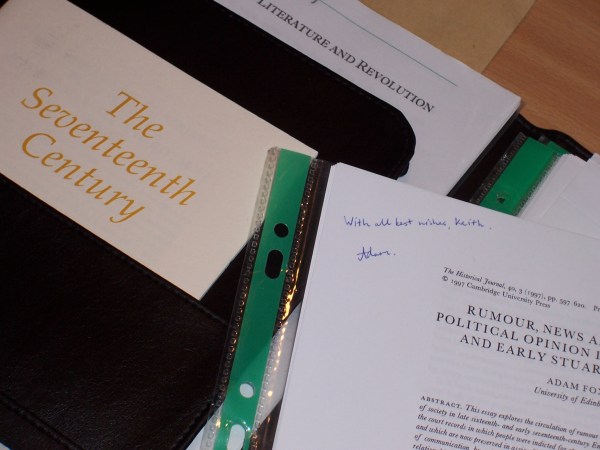 LITERATURE AND REVOLUTION
The
Seventeenth
Century
With all best wishes, Keith.
Adam.
The Historical Journal, 40, 3 (1997), pp. 597 620.
© 1997 Cambridge University Press
RUMOUR, NEWS A
POLITICAL OPINION I
AND EARLY STUAR
ADAM FOX
University of Edinb
ABSTRACT. This essay explores the circulation of rumour
of society in late sixteenth- and early seventeenth-century En
the court records in which people were indicted for
and which are now preserved in
of communication,
relation